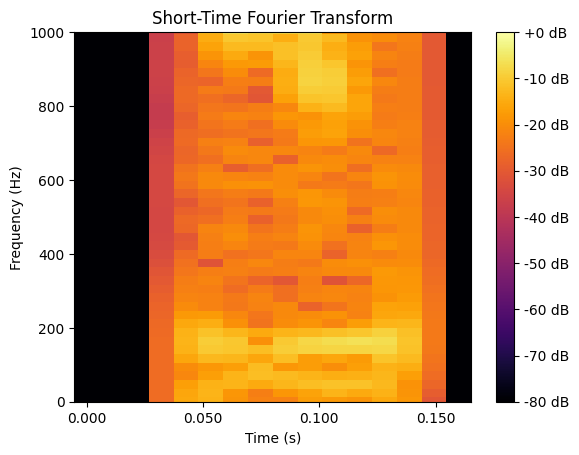 Short-Time Fourier Transform
Frequency (Hz)
1000
800
600
400
200
0
0.000 0.050 0.100 0.150
Time (s)
+0 dB
-10 dB
-20 dB
-30 dB
-40 dB
-50 dB
-60 dB
-70 dB
-80 dB